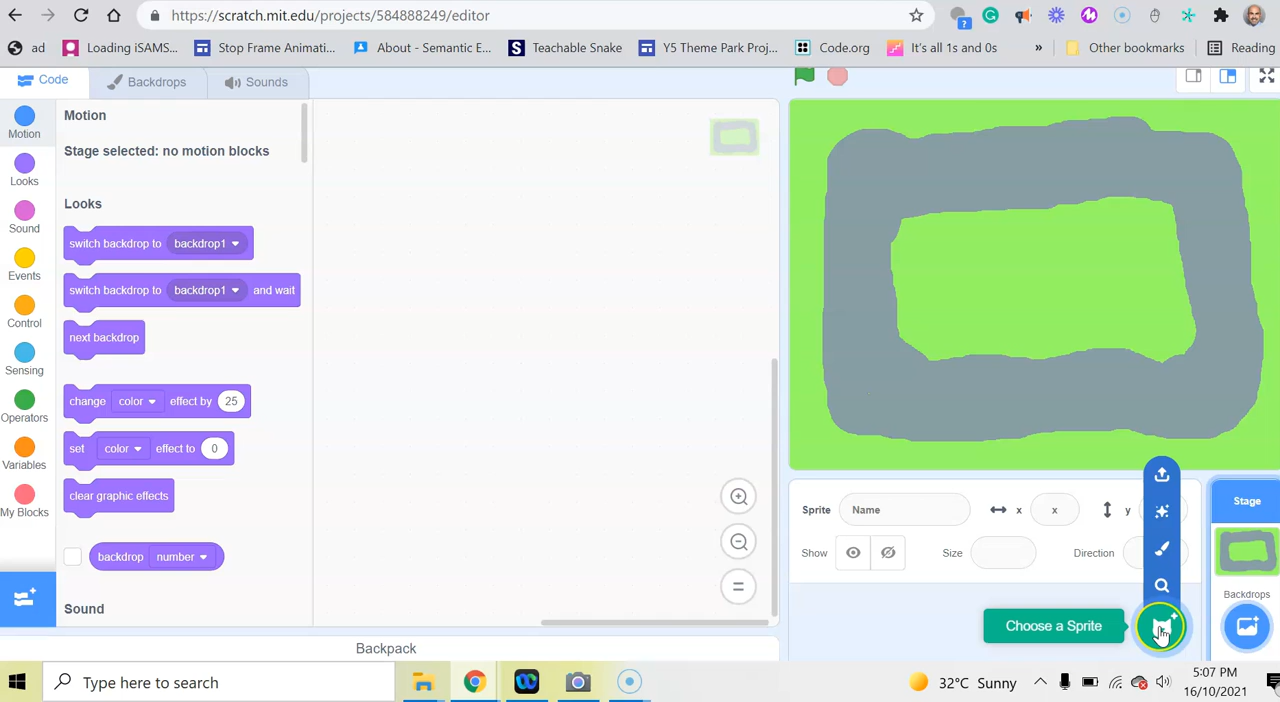 https://scratch.mit.edu/projects/584888249/editor
?
ad
Loading iSAMS...
Stop Frame Animati...
About - Semantic E...
S
Teachable Snake
Y5 Theme Park Proj...
Code.org
It's all 1s and 0s
»
Other bookmarks
Reading
Code
Backdrops
Sounds
Motion
Looks
Sound
Events
Control
Sensing
Operators
Variables
My Blocks
Motion
Stage selected: no motion blocks
Looks
switch backdrop to backdrop1
switch backdrop to backdrop1 and wait
next backdrop
change color effect by 25
set color effect to 0
clear graphic effects
backdrop number
Sound
Backpack
Sprite Name x x y
Show Size Direction
Choose a Sprite
Stage
Backdrops
Type here to search
32°C Sunny
5:07 PM
16/10/2021